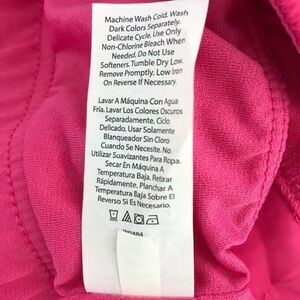 Machine Wash Cold. Wash
Dark Colors Separately.
Delicate Cycle. Use Only
Non-Chlorine Bleach When
Needed. Do Not Use
Softeners. Tumble Dry Low.
Remove Promptly. Low Iron
On Reverse If Necessary.
Lavar A Máquina Con Agua
Fría. Lavar Los Colores Oscuros
Separadamente. Ciclo
Delicado. Usar Solamente
Blanqueador Sin Cloro
Cuando Se Necesite. No
Utilizar Suavizantes Para Ropa.
Secar En Máquina A
Temperatura Baja. Retirar
Rápidamente. Planchar A
Temperatura Baja Sobre El
Reverso Si Es Necesario.